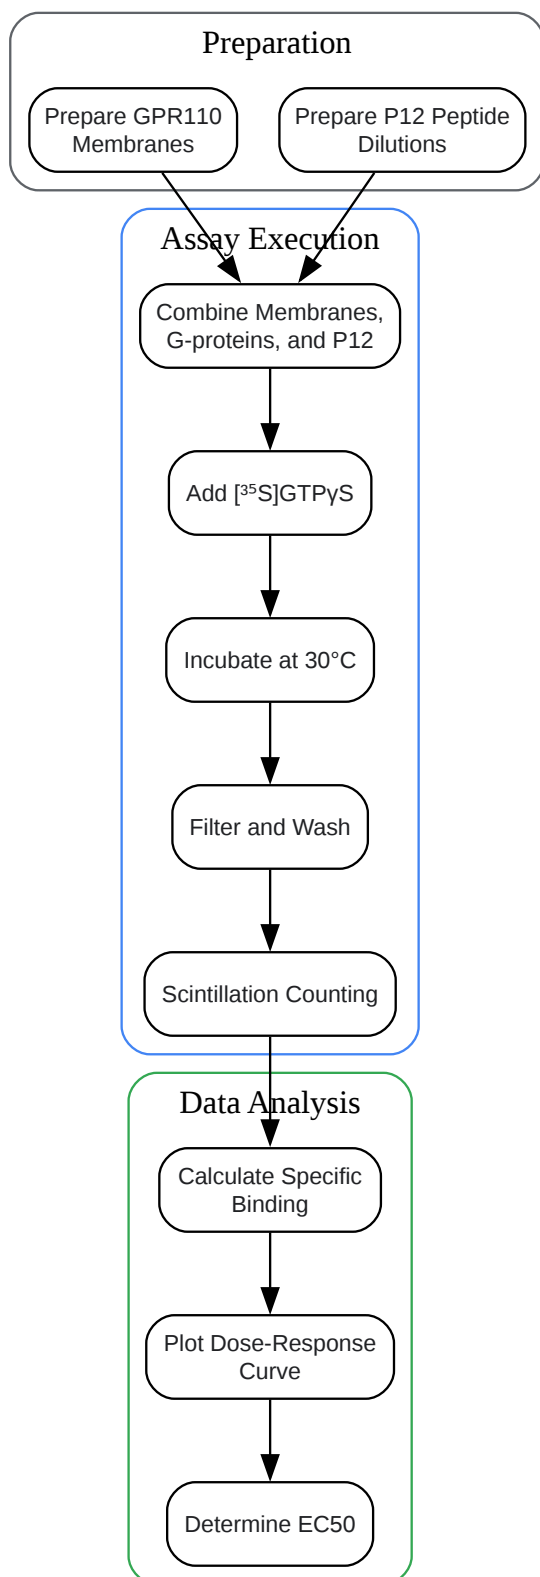 Preparation
Prepare GPR110
Membranes
Prepare P12 Peptide
Dilutions
Assay Execution
Combine Membranes,
G-proteins, and P12
Add [³⁵S]GTPγS
Incubate at 30°C
Filter and Wash
Scintillation Counting
Data Analysis
Calculate Specific
Binding
Plot Dose-Response
Curve
Determine EC50